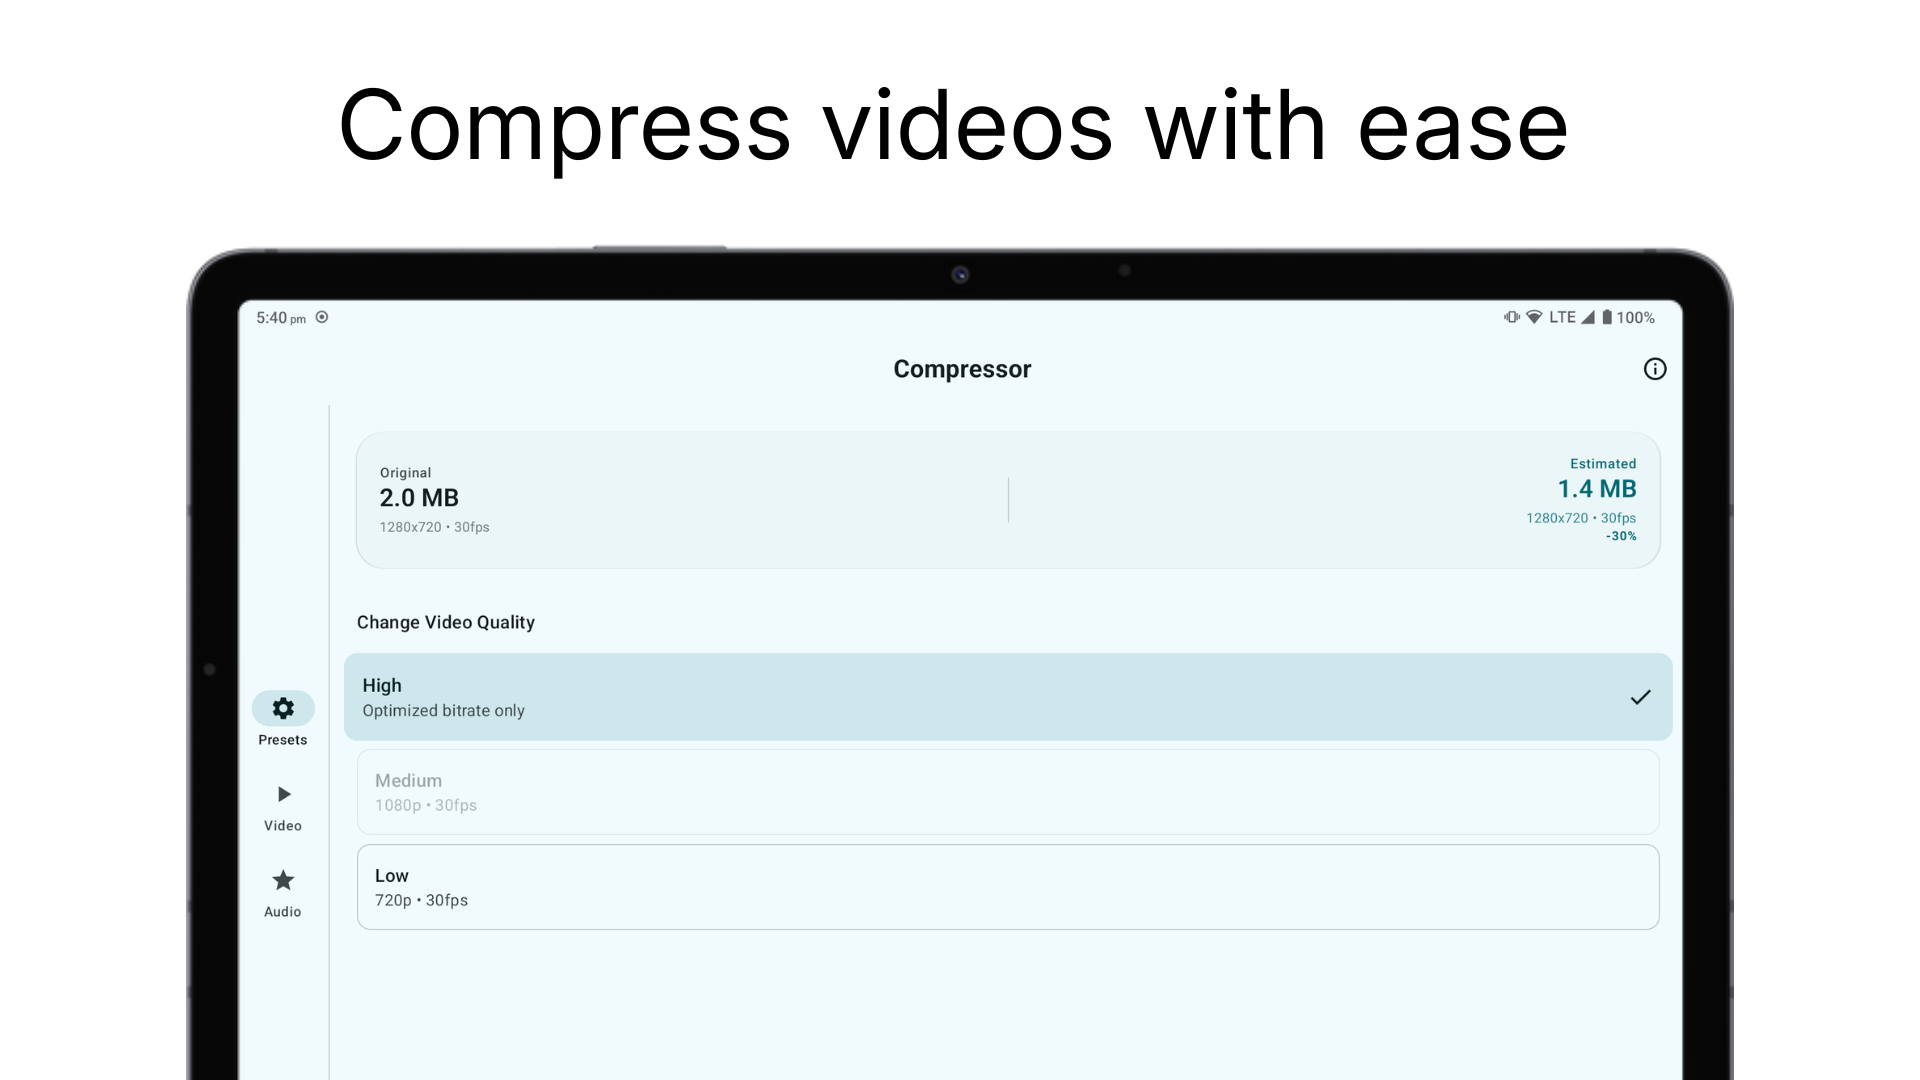 Compress videos with ease
5:40 pm
LTE 100%
Compressor
Original
2.0 MB
1280x720 • 30fps
Estimated
1.4 MB
1280x720 • 30fps
-30%
Change Video Quality
High
Optimized bitrate only
Medium
1080p • 30fps
Low
720p • 30fps
Presets
Video
Audio